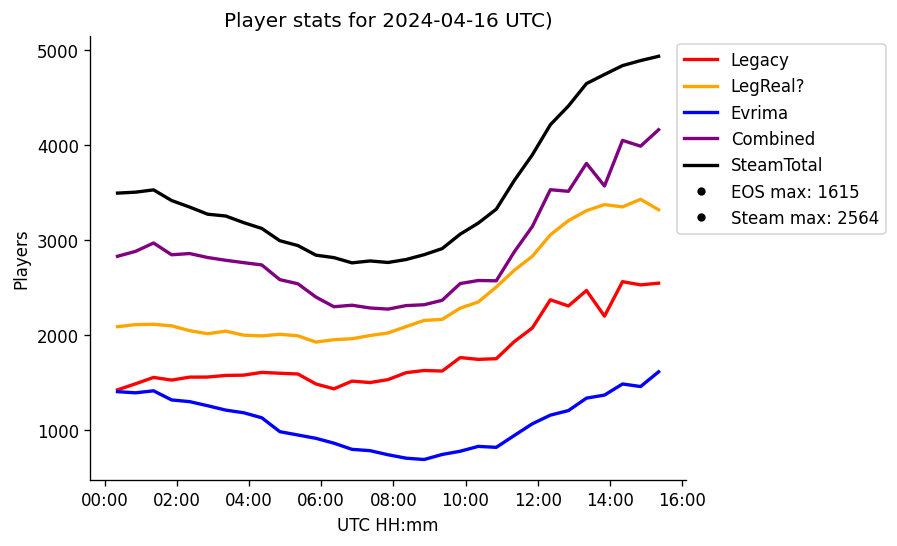 Player stats for 2024-04-16 UTC)
5000
4000
3000
2000
1000
Players
00:00 02:00 04:00 06:00 08:00 10:00 12:00 14:00 16:00
UTC HH:mm
Legacy
LegReal?
Evrima
Combined
SteamTotal
EOS max: 1615
Steam max: 2564